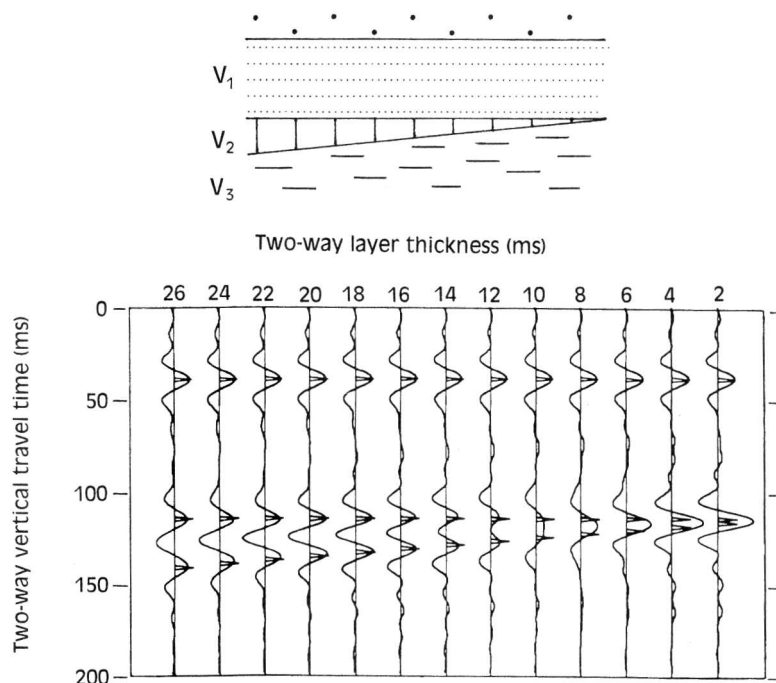 V₁
V₂
V₃
Two-way layer thickness (ms)
26 24 22 20 18 16 14 12 10 8 6 4 2
Two-way vertical travel time (ms)
0
50
100
150
200